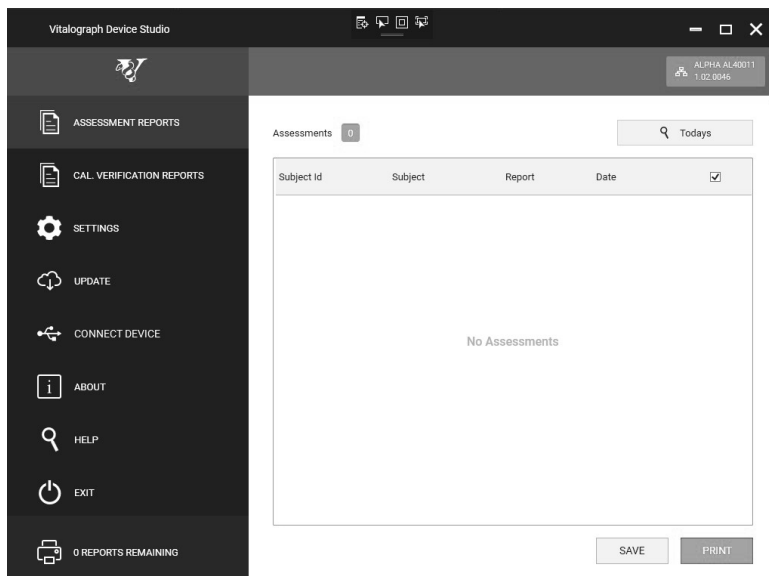 Vitalograph Device Studio
ALPHA AL40011
1.02.0046
ASSESSMENT REPORTS
Assessments 0
Todays
CAL. VERIFICATION REPORTS
Subject Id Subject Report Date
SETTINGS
UPDATE
CONNECT DEVICE
No Assessments
ABOUT
HELP
EXIT
0 REPORTS REMAINING
SAVE PRINT